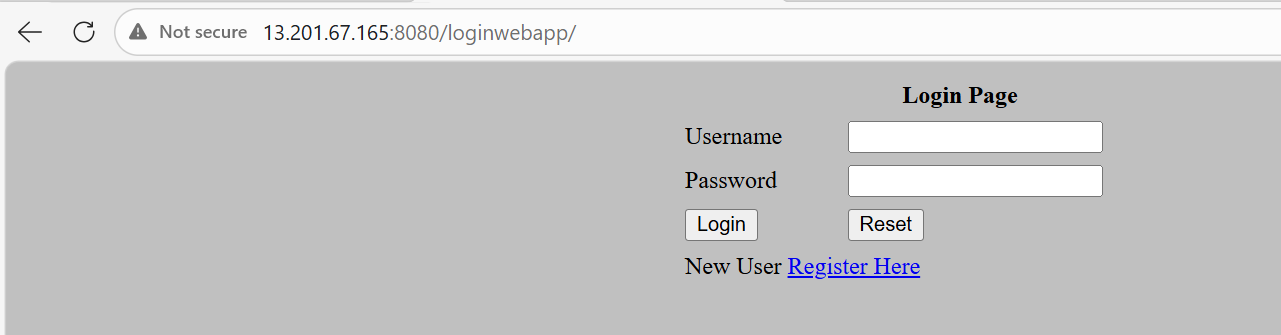 Not secure 13.201.67.165:8080/loginwebapp/
Login Page
Username
Password
Login Reset
New User Register Here